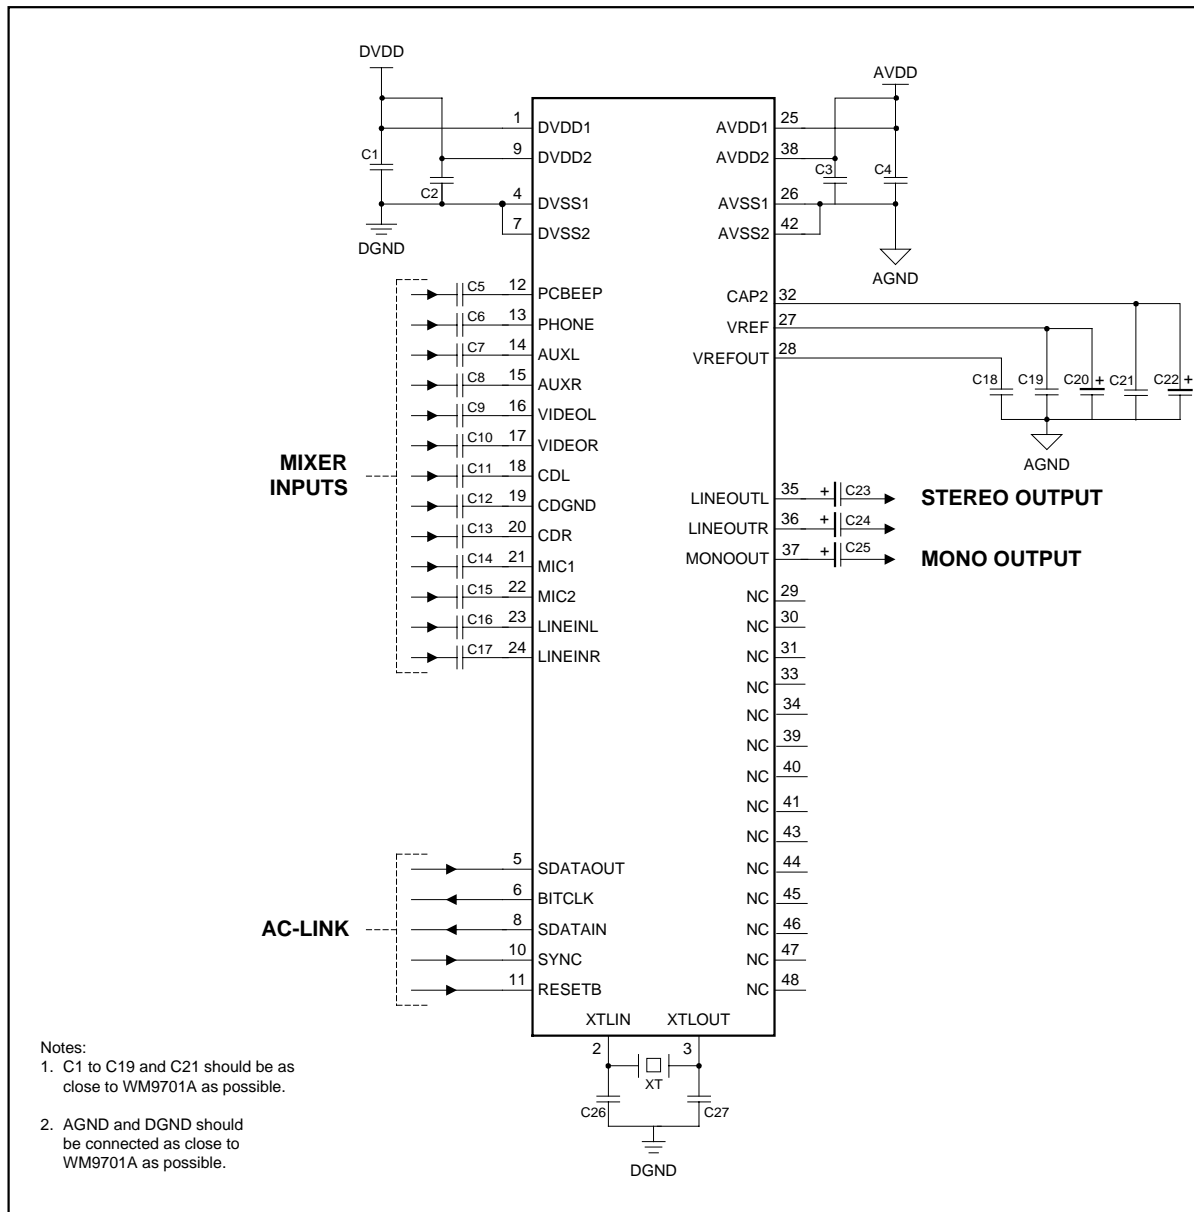 DVDD
AVDD
1 DVDD1
AVDD1 25
C1
9 DVDD2
AVDD2 38
C2
C3
C4
4 DVSS1
AVSS1 26
7 DVSS2
AVSS2 42
DGND
AGND
C5 12 PCBEEP
CAP2 32
C6 13 PHONE
VREF 27
C7 14 AUXL
VREFOUT 28
C8 15 AUXR
C18 C19 C20 + C21 C22 +
C9 16 VIDEOL
C10 17 VIDEOR
AGND
MIXER
INPUTS
C11 18 CDL
C12 19 CDGND
LINEOUTL 35 + C23 STEREO OUTPUT
C13 20 CDR
LINEOUTR 36 + C24
C14 21 MIC1
MONOOUT 37 + C25 MONO OUTPUT
C15 22 MIC2
NC 29
C16 23 LINEINL
NC 30
C17 24 LINEINR
NC 31
NC 33
NC 34
NC 39
NC 40
NC 41
NC 43
5 SDATAOUT
NC 44
6 BITCLK
NC 45
AC-LINK
8 SDATAIN
NC 46
10 SYNC
NC 47
11 RESETB
NC 48
XTLIN XTLOUT
2 3
XT
C26 C27
DGND
Notes:
1. C1 to C19 and C21 should be as
close to WM9701A as possible.
2. AGND and DGND should
be connected as close to
WM9701A as possible.